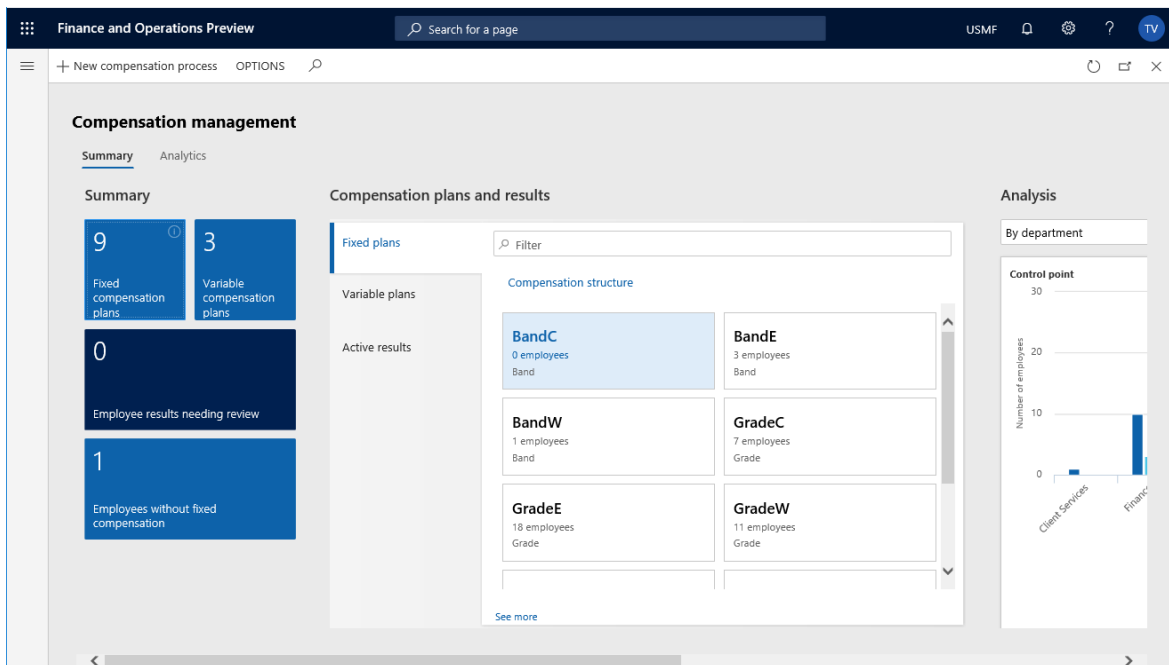 Finance and Operations Preview
Search for a page
USMF
?
TV
New compensation process
OPTIONS
Compensation management
Summary
Analytics
Summary
9
Fixed
compensation
plans
3
Variable
compensation
plans
0
Employee results needing review
1
Employees without fixed
compensation
Compensation plans and results
Fixed plans
Variable plans
Active results
Filter
Compensation structure
BandC
0 employees
Band
BandE
3 employees
Band
BandW
1 employees
Band
GradeC
7 employees
Grade
GradeE
18 employees
Grade
GradeW
11 employees
Grade
See more
Analysis
By department
Control point
30
20
10
0
Number of employees
Client Services
Financ